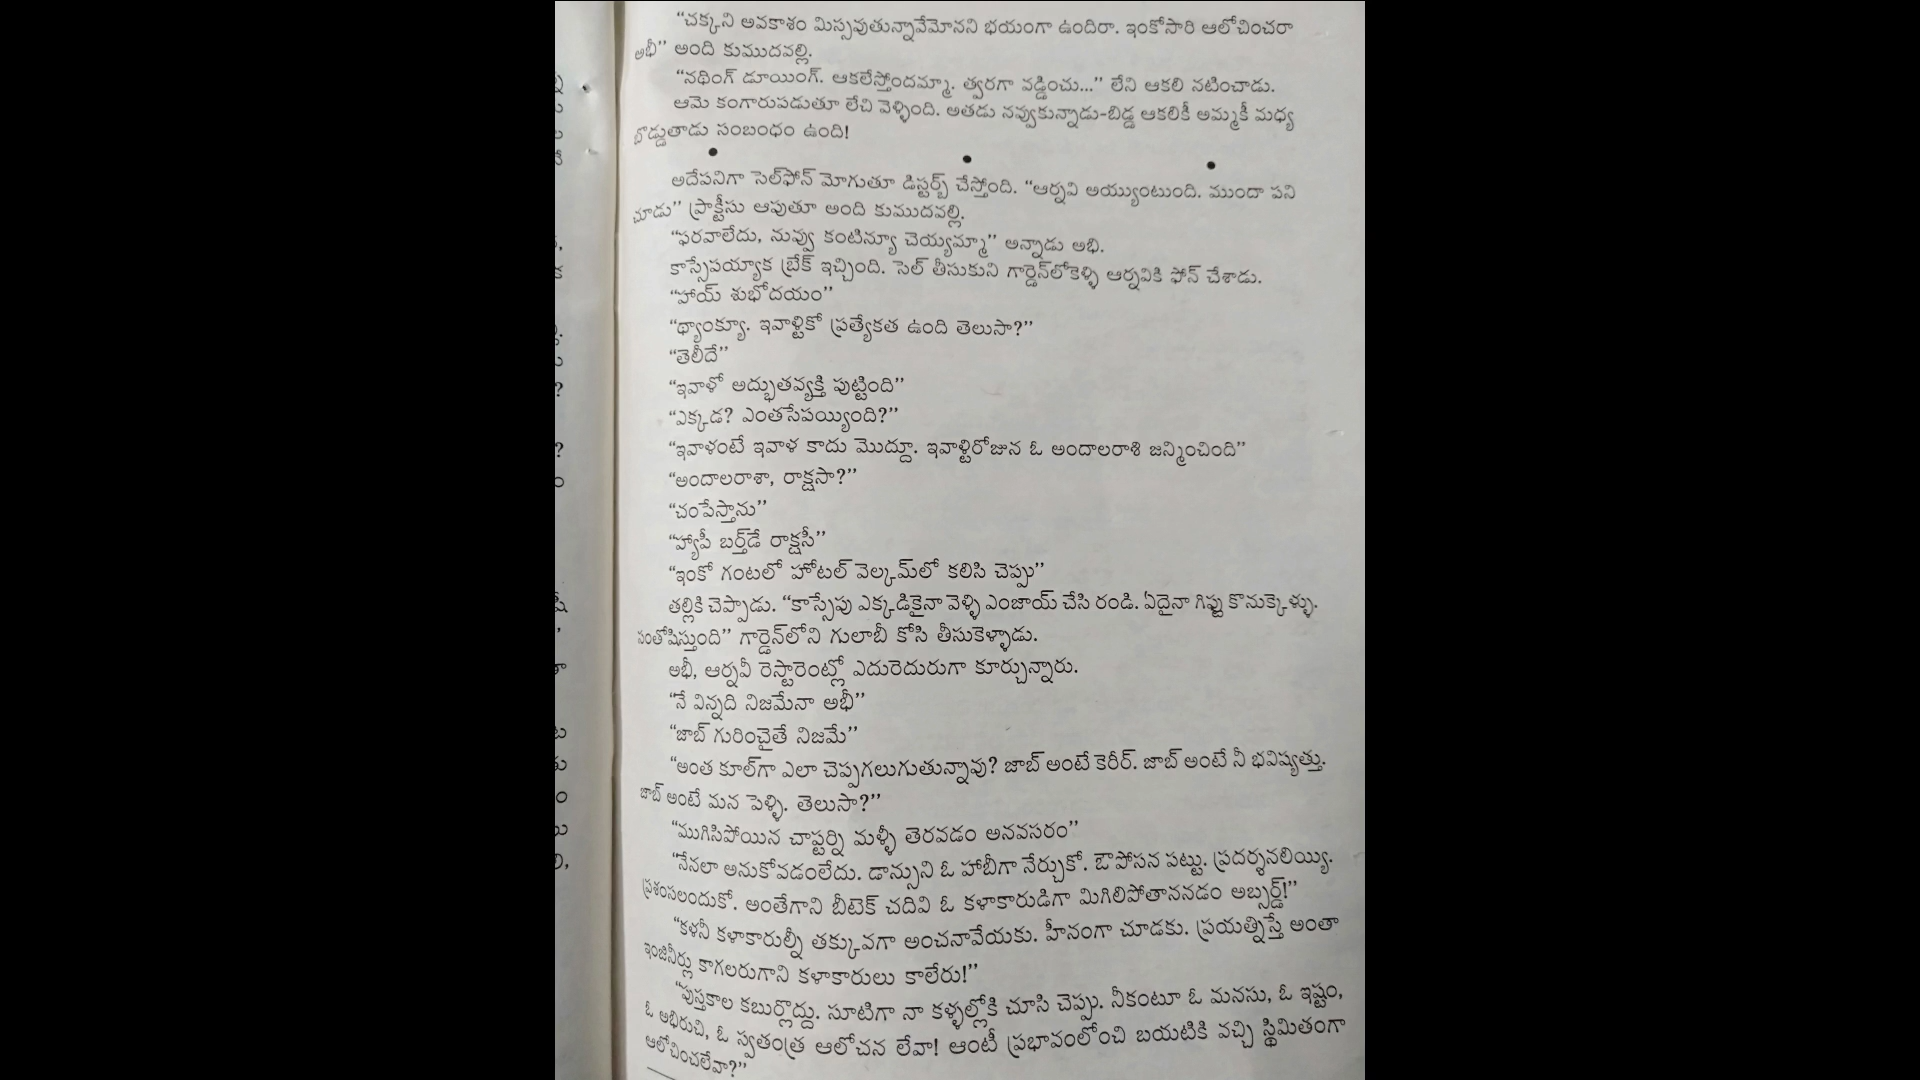 “చక్కని అవకాశం మిస్సవుతున్నావేమోనని భయంగా ఉందిరా. ఇంకోసారి ఆలోచించరా
అభీ” అంది కుముదవల్లి.
“నథింగ్ డూయింగ్. ఆకలేస్తోందమ్మా. త్వరగా వడ్డించు...” లేని ఆకలి నటించాడు.
ఆమె కంగారుపడుతూ లేచి వెళ్ళింది. అతడు నవ్వుకున్నాడు-బిడ్డ ఆకలికీ అమ్మకీ మధ్య
బొడ్డుతాడు సంబంధం ఉంది!
• • •
అదేపనిగా సెల్‌ఫోన్ మోగుతూ డిస్టర్బ్ చేస్తోంది. “ఆర్నవి అయ్యుంటుంది. ముందా పని
చూడు” ప్రాక్టీసు ఆపుతూ అంది కుముదవల్లి.
“ఫరవాలేదు, నువ్వు కంటిన్యూ చెయ్యమ్మా” అన్నాడు అభి.
కాస్సేపయ్యాక బ్రేక్ ఇచ్చింది. సెల్ తీసుకుని గార్డెన్‌లోకెళ్ళి ఆర్నవికి ఫోన్ చేశాడు.
“హాయ్ శుభోదయం”
“థ్యాంక్యూ. ఇవాళ్టికో ప్రత్యేకత ఉంది తెలుసా?”
“తెలీదే”
“ఇవాళో అద్భుతవ్యక్తి పుట్టింది”
“ఎక్కడ? ఎంతసేపయ్యింది?”
“ఇవాళంటే ఇవాళ కాదు మొద్దూ. ఇవాళ్టిరోజున ఓ అందాలరాశి జన్మించింది”
“అందాలరాశా, రాక్షసా?”
“చంపేస్తాను”
“హ్యాపీ బర్త్‌డే రాక్షసీ”
“ఇంకో గంటలో హోటల్ వెల్కమ్‌లో కలిసి చెప్పు”
తల్లికి చెప్పాడు. “కాస్సేపు ఎక్కడికైనా వెళ్ళి ఎంజాయ్ చేసి రండి. ఏదైనా గిఫ్టు కొనుక్కెళ్ళు.
సంతోషిస్తుంది” గార్డెన్‌లోని గులాబీ కోసి తీసుకెళ్ళాడు.
అభీ, ఆర్నవీ రెస్టారెంట్లో ఎదురెదురుగా కూర్చున్నారు.
“నే విన్నది నిజమేనా అభీ”
“జాబ్ గురించైతే నిజమే”
“అంత కూల్‌గా ఎలా చెప్పగలుగుతున్నావు? జాబ్ అంటే కెరీర్. జాబ్ అంటే నీ భవిష్యత్తు.
జాబ్ అంటే మన పెళ్ళి. తెలుసా?”
“ముగిసిపోయిన చాప్టర్ని మళ్ళీ తెరవడం అనవసరం”
“నేనలా అనుకోవడంలేదు. డాన్సుని ఓ హాబీగా నేర్చుకో. ఔపోసన పట్టు. ప్రదర్శనలియ్యి.
ప్రశంసలందుకో. అంతేగాని బీటెక్ చదివి ఓ కళాకారుడిగా మిగిలిపోతాననడం అబ్సర్డ్!”
“కళనీ కళాకారుల్నీ తక్కువగా అంచనావేయకు. హీనంగా చూడకు. ప్రయత్నిస్తే అంతా
ఇంజినీర్లు కాగలరుగాని కళాకారులు కాలేరు!”
“పుస్తకాల కబుర్లొద్దు. సూటిగా నా కళ్ళల్లోకి చూసి చెప్పు. నీకంటూ ఓ మనసు, ఓ ఇష్టం,
ఓ అభిరుచి, ఓ స్వతంత్ర ఆలోచన లేవా! ఆంటీ ప్రభావంలోంచి బయటికి వచ్చి స్థిమితంగా
ఆలోచించలేవా?”